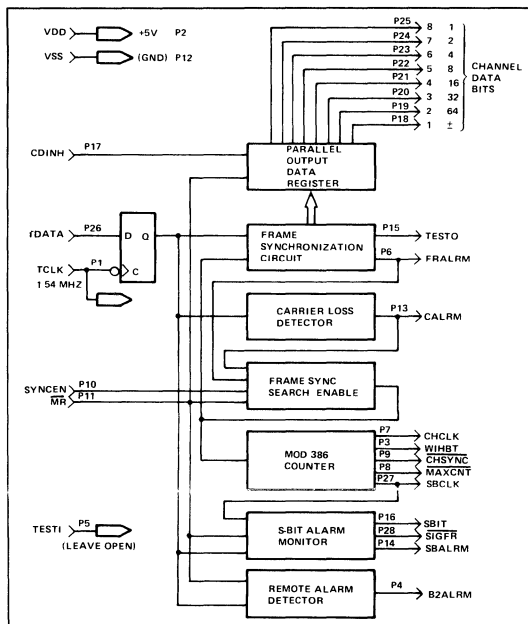 VDD +5V P2
VSS (GND) P12
P25 8 1
P24 7 2
P23 6 4
P22 5 8
P21 4 16
P20 3 32
P19 2 64
P18 1 ±
CHANNEL
DATA
BITS
CDINH P17
PARALLEL
OUTPUT
DATA
REGISTER
fDATA P26
D Q
TCLK P1
C
1 54 MHZ
FRAME
SYNCHRONIZATION
CIRCUIT
P15 TESTO
P6 FRALRM
CARRIER LOSS
DETECTOR
P13 CALRM
SYNCEN P10
MR P11
FRAME SYNC
SEARCH ENABLE
MOD 386
COUNTER
P7 CHCLK
P3 WIHBT
P9 CHSYNC
P8 MAXCNT
P27 SBCLK
TESTI P5
(LEAVE OPEN)
S-BIT ALARM
MONITOR
P16 SBIT
P28 SIGFR
P14 SBALRM
REMOTE ALARM
DETECTOR
P4 B2ALRM